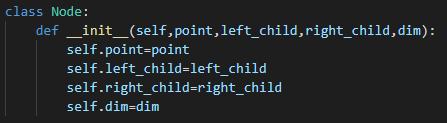 class Node:
    def __init__(self,point,left_child,right_child,dim):
        self.point=point
        self.left_child=left_child
        self.right_child=right_child
        self.dim=dim